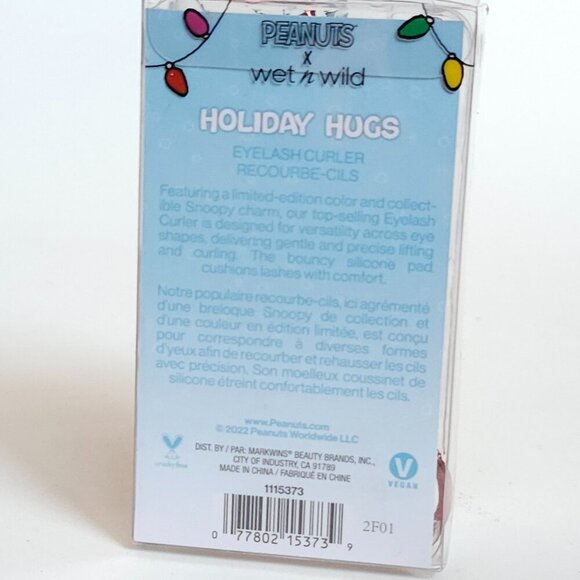 PEANUTS
X
wet n wild
HOLIDAY HUGS
EYELASH CURLER
RECOURBE-CILS
Featuring a limited-edition color and collect-
ible Snoopy charm, our top-selling Eyelash
Curler is designed for versatility across eye
shapes, delivering gentle and precise lifting
and curling. The bouncy silicone pad
cushions lashes with comfort.
Notre populaire recourbe-cils, ici agrémenté
d'une breloque Snoopy de collection et
d'une couleur en édition limitée, est conçu
pour correspondre à diverses formes
d'yeux afin de recourber et rehausser les cils
avec précision. Son moelleux coussinet de
silicone étreint confortablement les cils.
www.Peanuts.com
© 2022 Peanuts Worldwide LLC
DIST. BY / PAR: MARKWINS® BEAUTY BRANDS, INC.,
CITY OF INDUSTRY, CA 91789
MADE IN CHINA / FABRIQUÉ EN CHINE
cruelty free
VEGAN
1115373
2F01
0 77802 15373 9